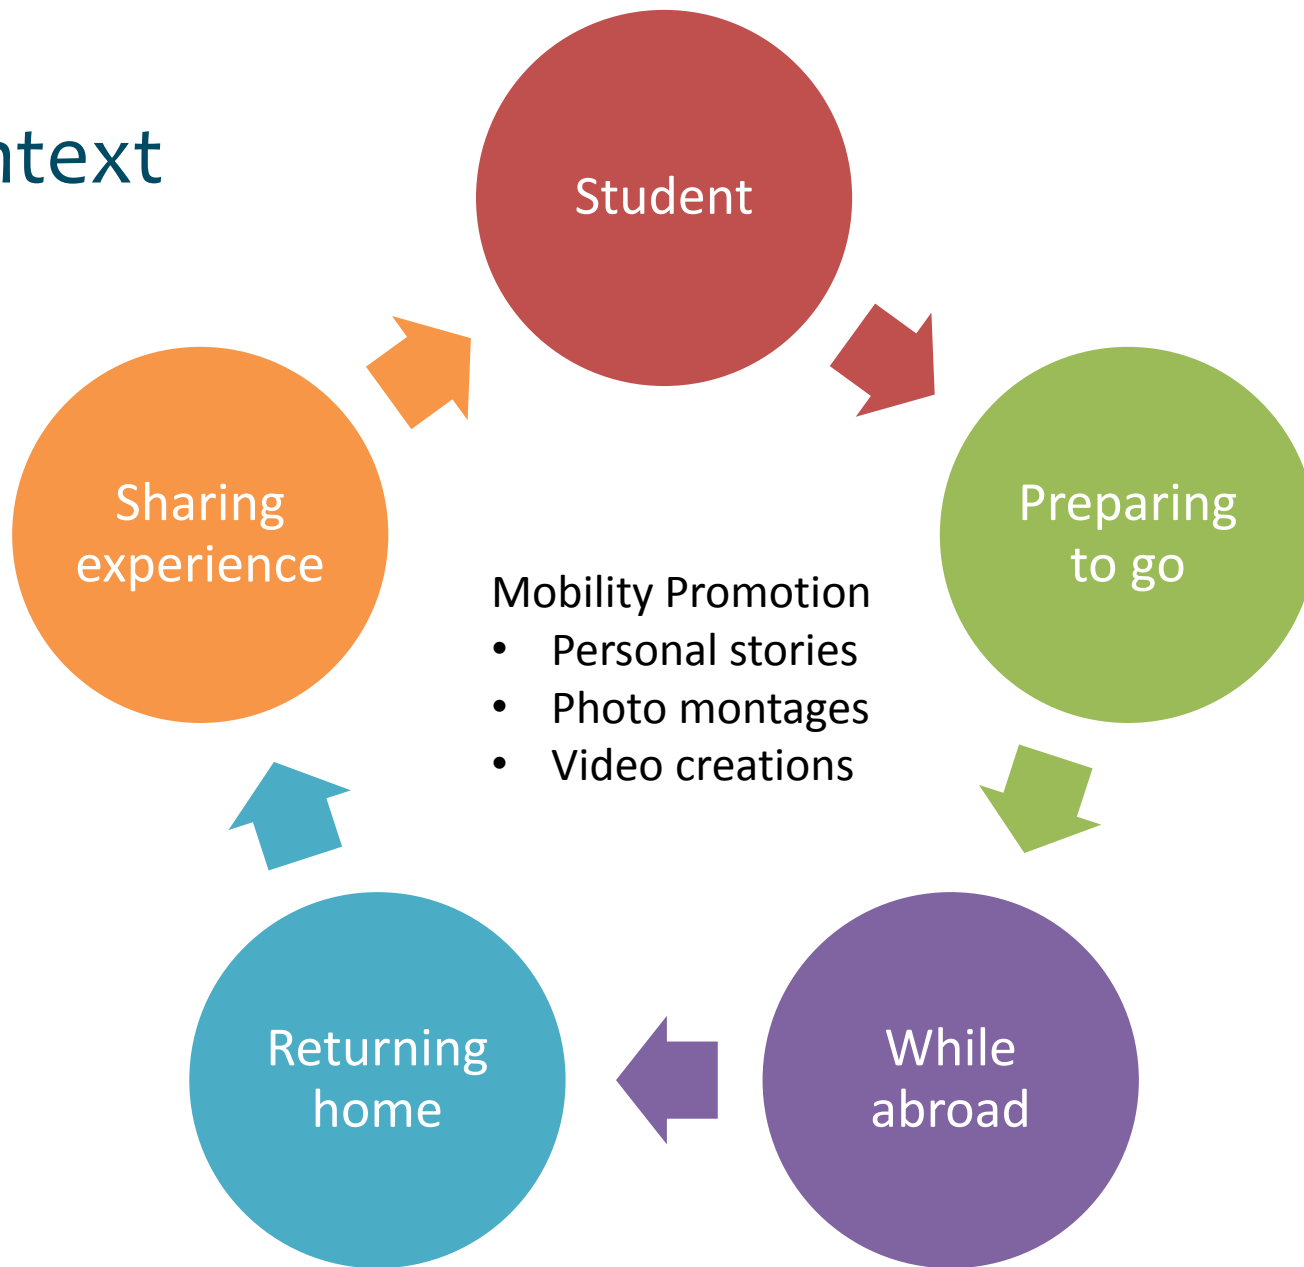 ntext
Student
Preparing
to go
While
abroad
Returning
home
Sharing
experience
Mobility Promotion
• Personal stories
• Photo montages
• Video creations